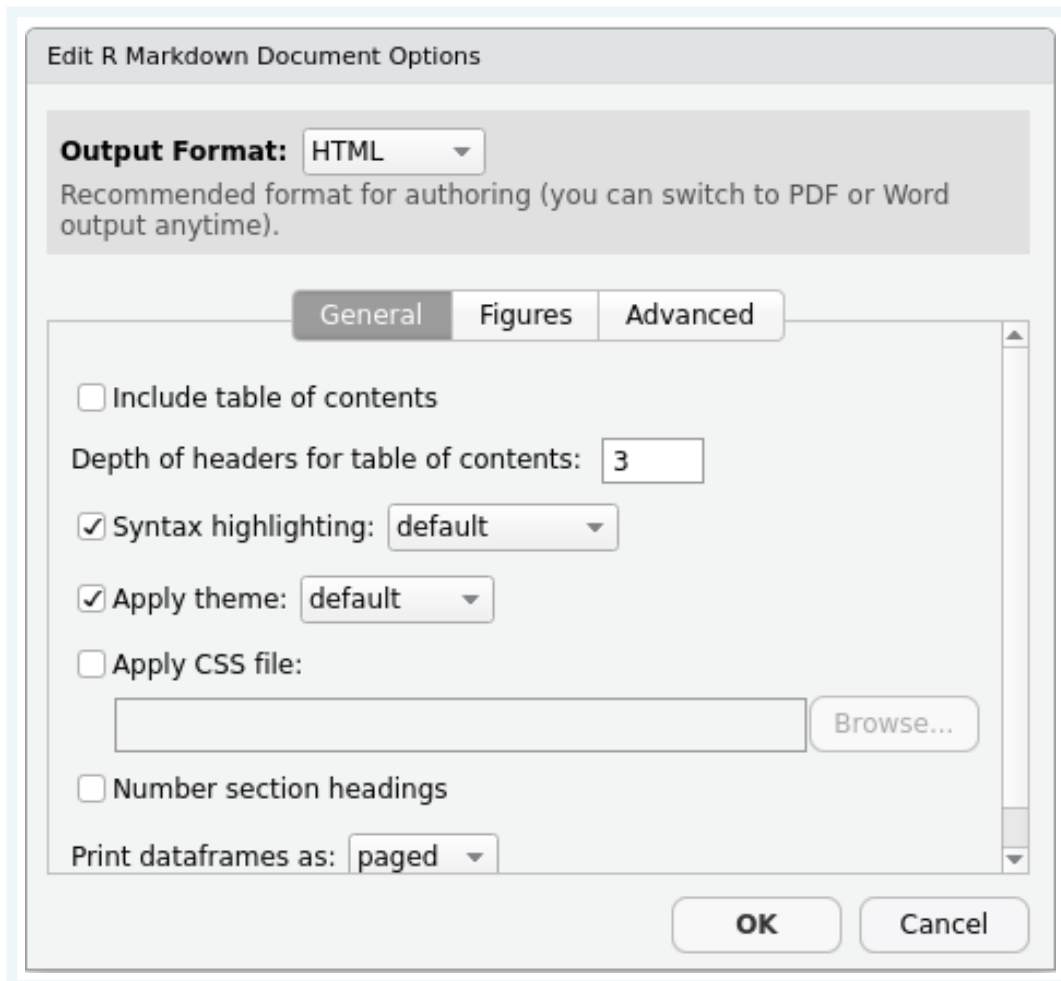 Edit R Markdown Document Options
Output Format: HTML
Recommended format for authoring (you can switch to PDF or Word
output anytime).
General Figures Advanced
Include table of contents
Depth of headers for table of contents: 3
Syntax highlighting: default
Apply theme: default
Apply CSS file:
Browse...
Number section headings
Print dataframes as: paged
OK Cancel